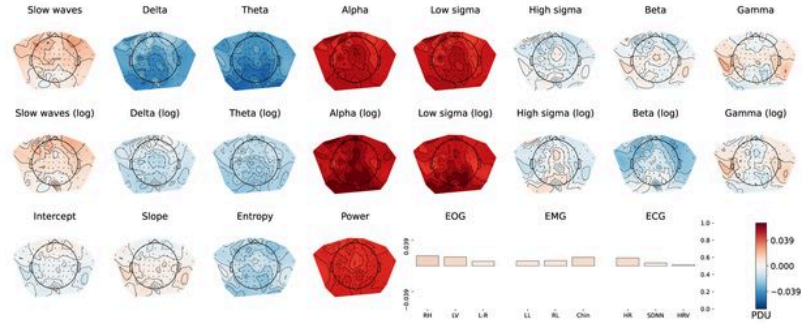 Slow waves Delta Theta Alpha Low sigma High sigma Beta Gamma
Slow waves (log) Delta (log) Theta (log) Alpha (log) Low sigma (log) High sigma (log) Beta (log) Gamma (log)
Intercept Slope Entropy Power EOG EMG ECG
1.0
0.8
0.6
0.4
0.2
0.0
0.039
-0.039
0.039
0.000
-0.039
RH LV L-R LL RL Chin HR SDNN HRV PDU